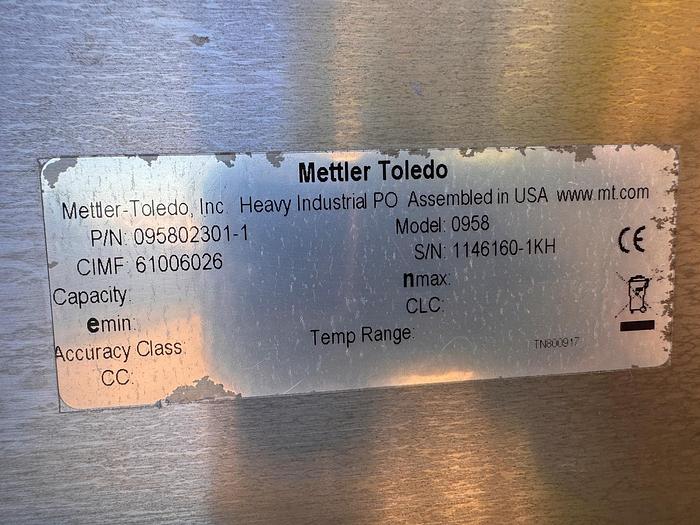 Mettler Toledo
Mettler-Toledo, Inc. Heavy Industrial PO Assembled in USA www.mt.com
P/N: 095802301-1 Model: 0958
CIMF: 61006026 S/N: 1146160-1KH
Capacity: nmax:
emin: CLC:
Accuracy Class: Temp Range:
CC:
CE
TN800917